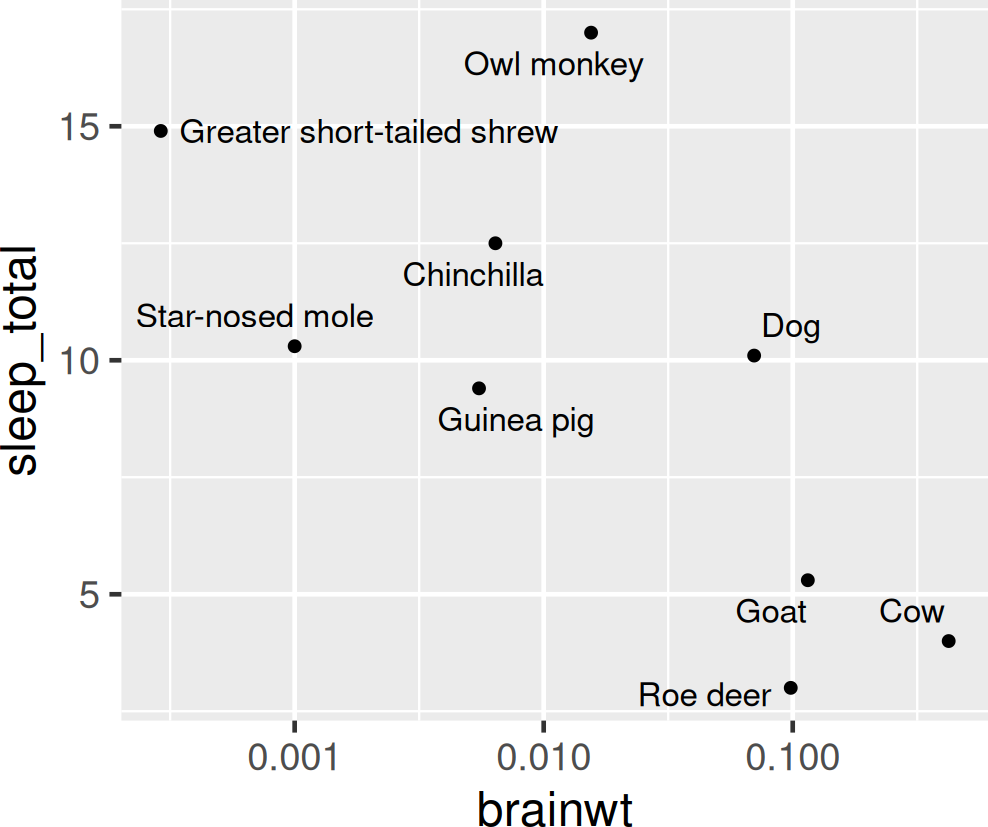 Owl monkey
15
Greater short-tailed shrew
Chinchilla
Star-nosed mole
Dog
10
Guinea pig
sleep_total
5
Goat
Cow
Roe deer
0.001
0.010
0.100
brainwt